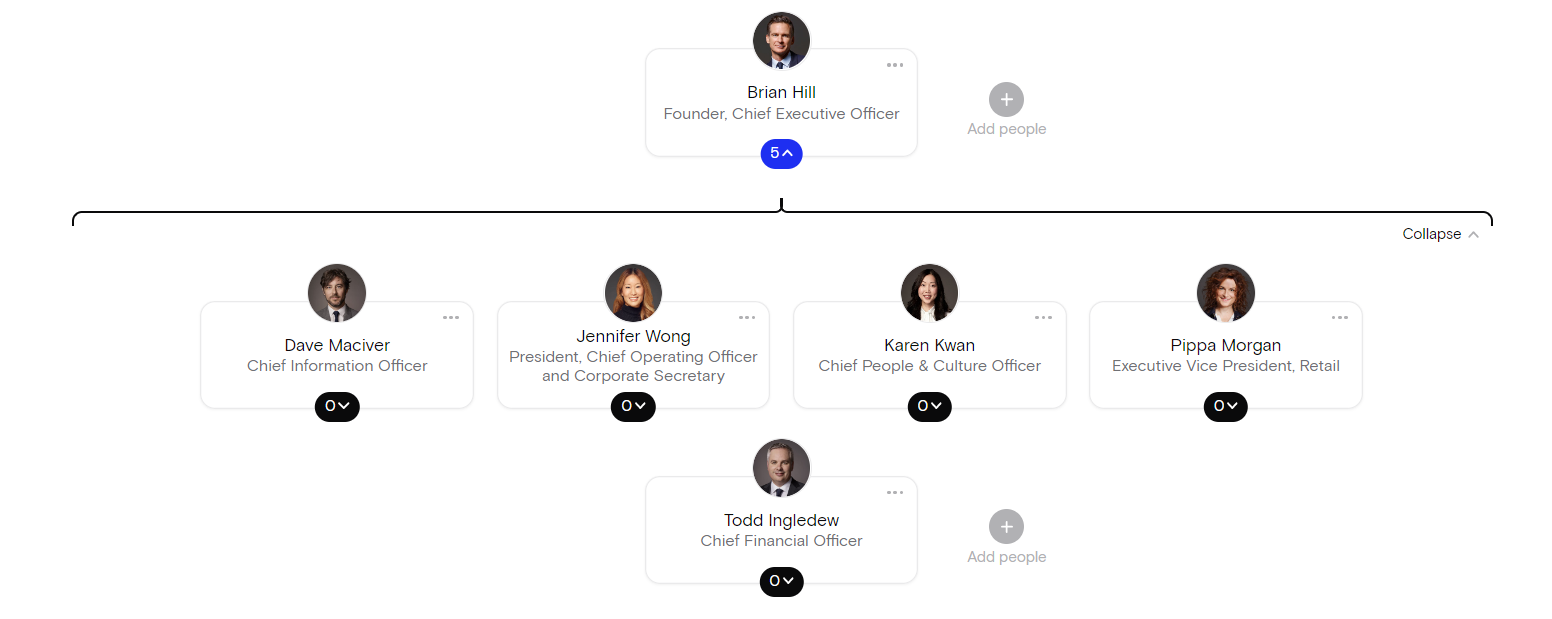 Brian Hill
Founder, Chief Executive Officer
Add people
5
Collapse
Dave Maciver
Chief Information Officer
0
Jennifer Wong
President, Chief Operating Officer
and Corporate Secretary
0
Karen Kwan
Chief People & Culture Officer
0
Pippa Morgan
Executive Vice President, Retail
0
Todd Ingledew
Chief Financial Officer
Add people
0